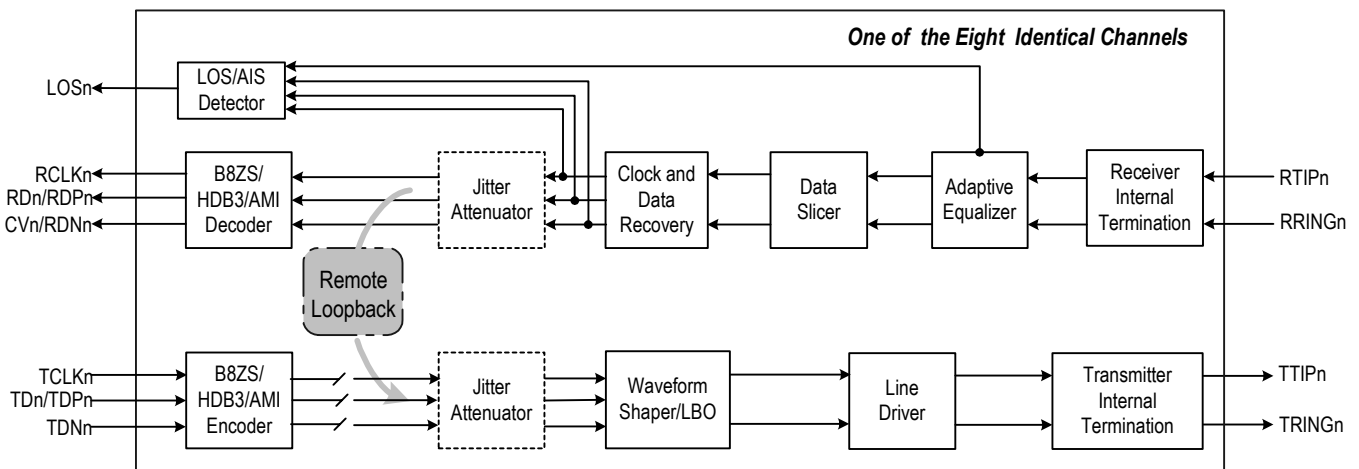 One of the Eight Identical Channels
LOSn
LOS/AIS
Detector
RCLKn
RDn/RDPn
CVn/RDNn
B8ZS/
HDB3/AMI
Decoder
Jitter
Attenuator
Clock and
Data
Recovery
Data
Slicer
Adaptive
Equalizer
Receiver
Internal
Termination
RTIPn
RRINGn
Remote
Loopback
TCLKn
TDn/TDPn
TDNn
B8ZS/
HDB3/AMI
Encoder
Jitter
Attenuator
Waveform
Shaper/LBO
Line
Driver
Transmitter
Internal
Termination
TTIPn
TRINGn